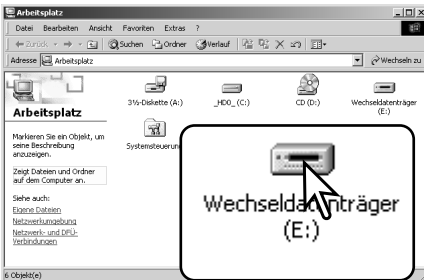 Arbeitsplatz
Datei Bearbeiten Ansicht Favoriten Extras ?
Zurück Suchen Ordner Verlauf
Adresse Arbeitsplatz Wechseln zu
Arbeitsplatz
Markieren Sie ein Objekt, um
seine Beschreibung
anzuzeigen.
Zeigt Dateien und Ordner
auf dem Computer an.
Siehe auch:
Eigene Dateien
Netzwerkumgebung
Netzwerk- und DFÜ-
Verbindungen
3½-Diskette (A:) _HD0_ (C:) CD (D:) Wechseldatenträger
(E:)
Systemsteuerun
Wechseldatenträger
(E:)
6 Objekt(e)